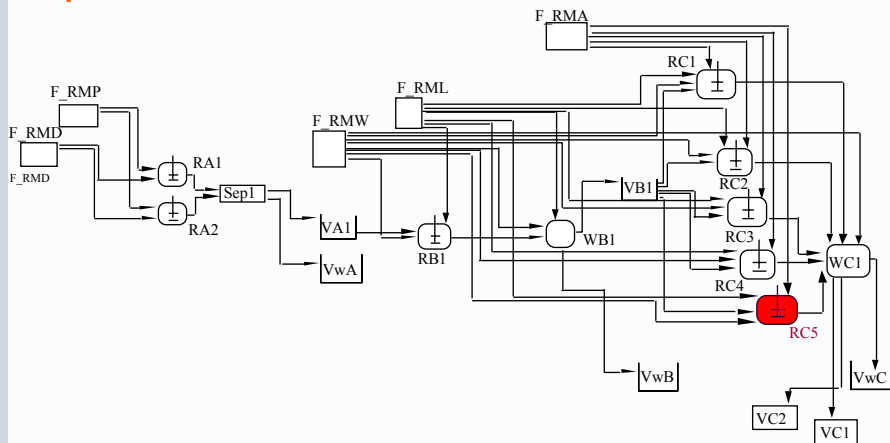 F_RMA
RC1
F_RML
F_RMP
F_RMW
F_RMD
RA1
F_RMD
RC2
Sep1
VB1
RC3
VA1
RA2
WB1
RB1
WC1
VwA
RC4
RC5
VwB
VwC
VC2
VC1